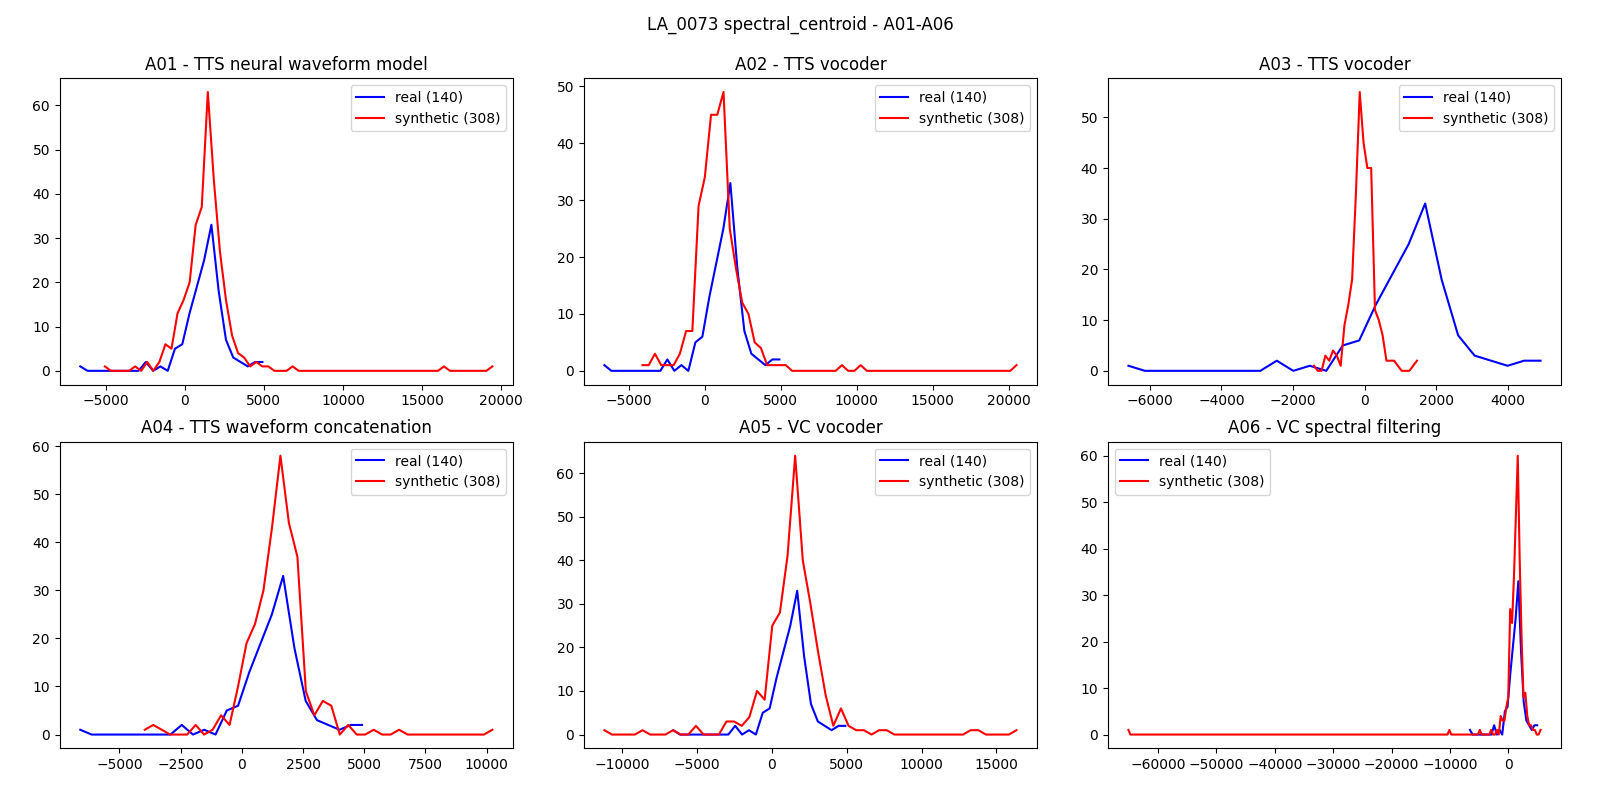 LA_0073 spectral_centroid - A01-A06
A01 - TTS neural waveform model
real (140)
synthetic (308)
60
50
40
30
20
10
0
−5000 0 5000 10000 15000 20000
A02 - TTS vocoder
real (140)
synthetic (308)
50
40
30
20
10
0
−5000 0 5000 10000 15000 20000
A03 - TTS vocoder
real (140)
synthetic (308)
50
40
30
20
10
0
−6000 −4000 −2000 0 2000 4000
A04 - TTS waveform concatenation
real (140)
synthetic (308)
60
50
40
30
20
10
0
−5000 −2500 0 2500 5000 7500 10000
A05 - VC vocoder
real (140)
synthetic (308)
60
50
40
30
20
10
0
−10000 −5000 0 5000 10000 15000
A06 - VC spectral filtering
real (140)
synthetic (308)
60
50
40
30
20
10
0
−60000 −50000 −40000 −30000 −20000 −10000 0